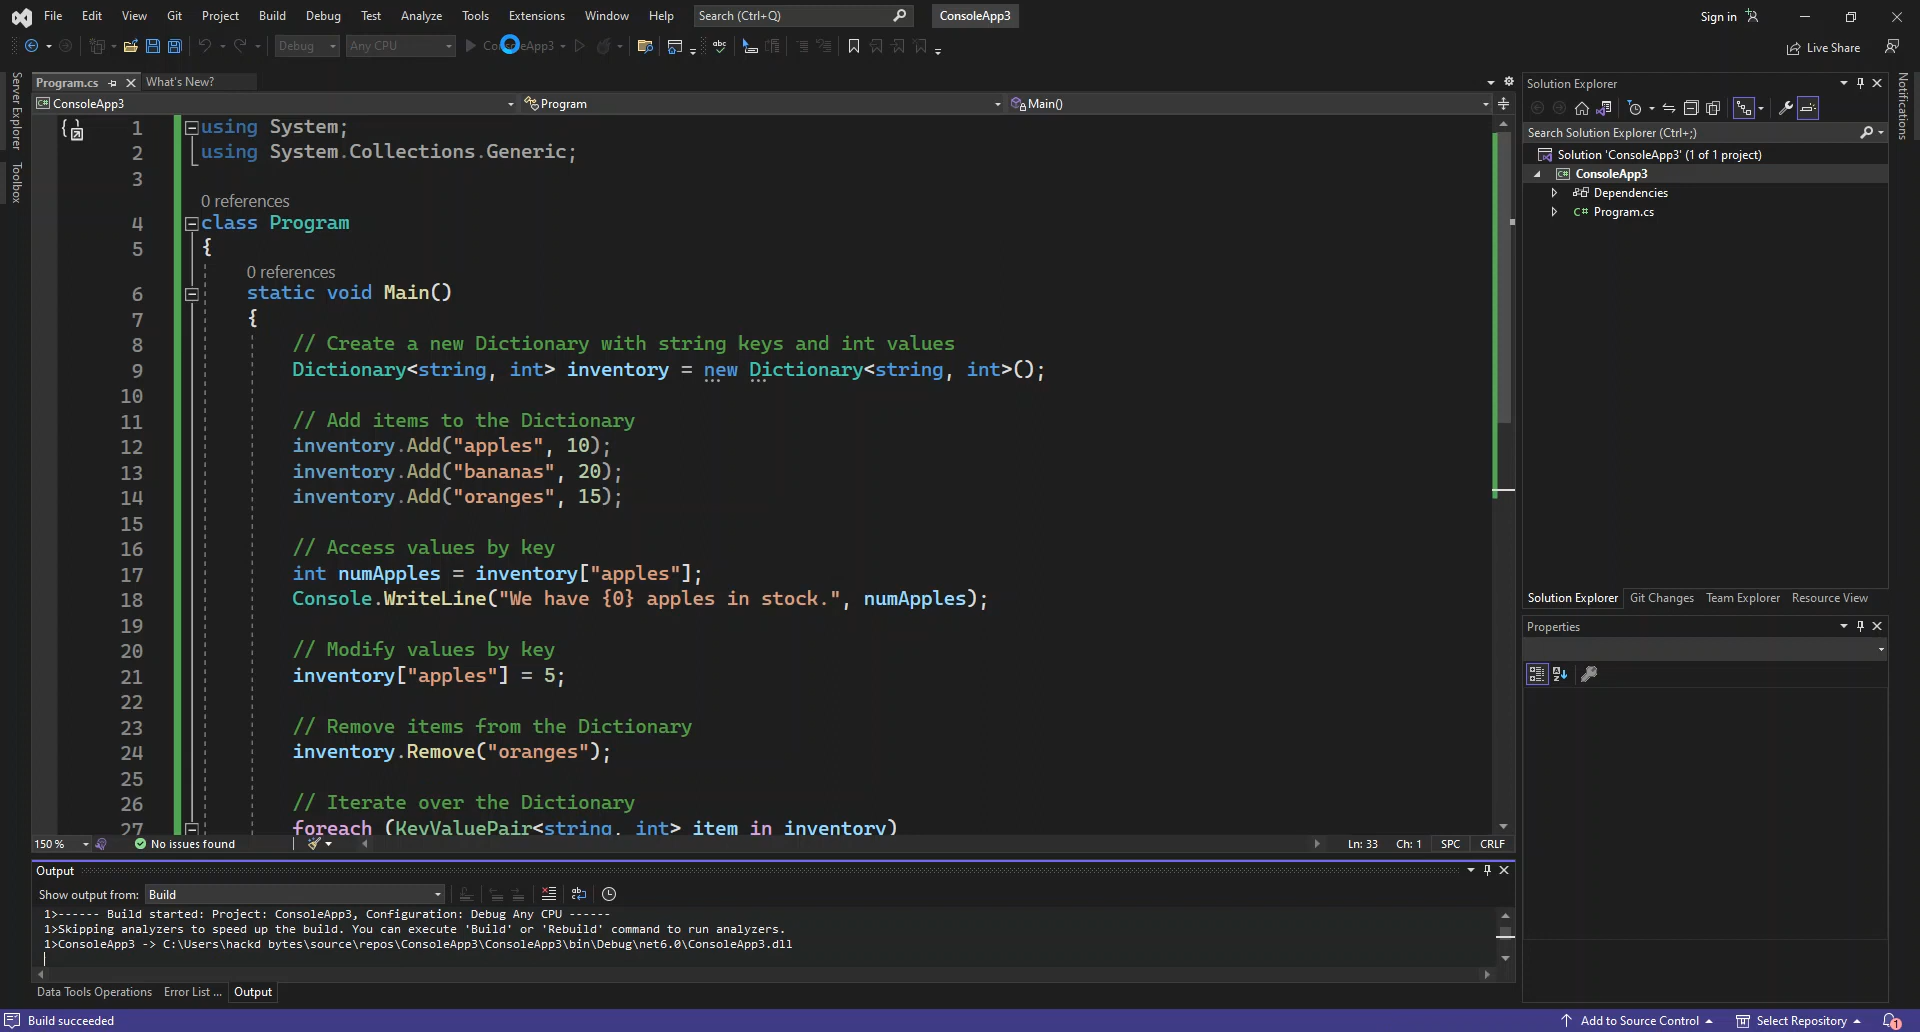 File Edit View Git Project Build Debug Test Analyze Tools Extensions Window Help Search (Ctrl+Q) ConsoleApp3 Sign in
Debug Any CPU ConsoleApp3 Live Share
Server Explorer
Toolbox
Program.cs What's New?
ConsoleApp3 Program Main()
1 using System;
2 using System.Collections.Generic;
3
0 references
4 class Program
5 {
0 references
6 static void Main()
7 {
8 // Create a new Dictionary with string keys and int values
9 Dictionary<string, int> inventory = new Dictionary<string, int>();
10
11 // Add items to the Dictionary
12 inventory.Add("apples", 10);
13 inventory.Add("bananas", 20);
14 inventory.Add("oranges", 15);
15
16 // Access values by key
17 int numApples = inventory["apples"];
18 Console.WriteLine("We have {0} apples in stock.", numApples);
19
20 // Modify values by key
21 inventory["apples"] = 5;
22
23 // Remove items from the Dictionary
24 inventory.Remove("oranges");
25
26 // Iterate over the Dictionary
27 foreach (KeyValuePair<string, int> item in inventory)
150 % No issues found Ln: 33 Ch: 1 SPC CRLF
Output
Show output from: Build
1>------ Build started: Project: ConsoleApp3, Configuration: Debug Any CPU ------
1>Skipping analyzers to speed up the build. You can execute 'Build' or 'Rebuild' command to run analyzers.
1>ConsoleApp3 -> C:\Users\hackd bytes\source\repos\ConsoleApp3\ConsoleApp3\bin\Debug\net6.0\ConsoleApp3.dll
Data Tools Operations Error List ... Output
Solution Explorer
Search Solution Explorer (Ctrl+;)
Solution 'ConsoleApp3' (1 of 1 project)
ConsoleApp3
Dependencies
C# Program.cs
Solution Explorer Git Changes Team Explorer Resource View
Properties
Notifications
Build succeeded Add to Source Control Select Repository 1